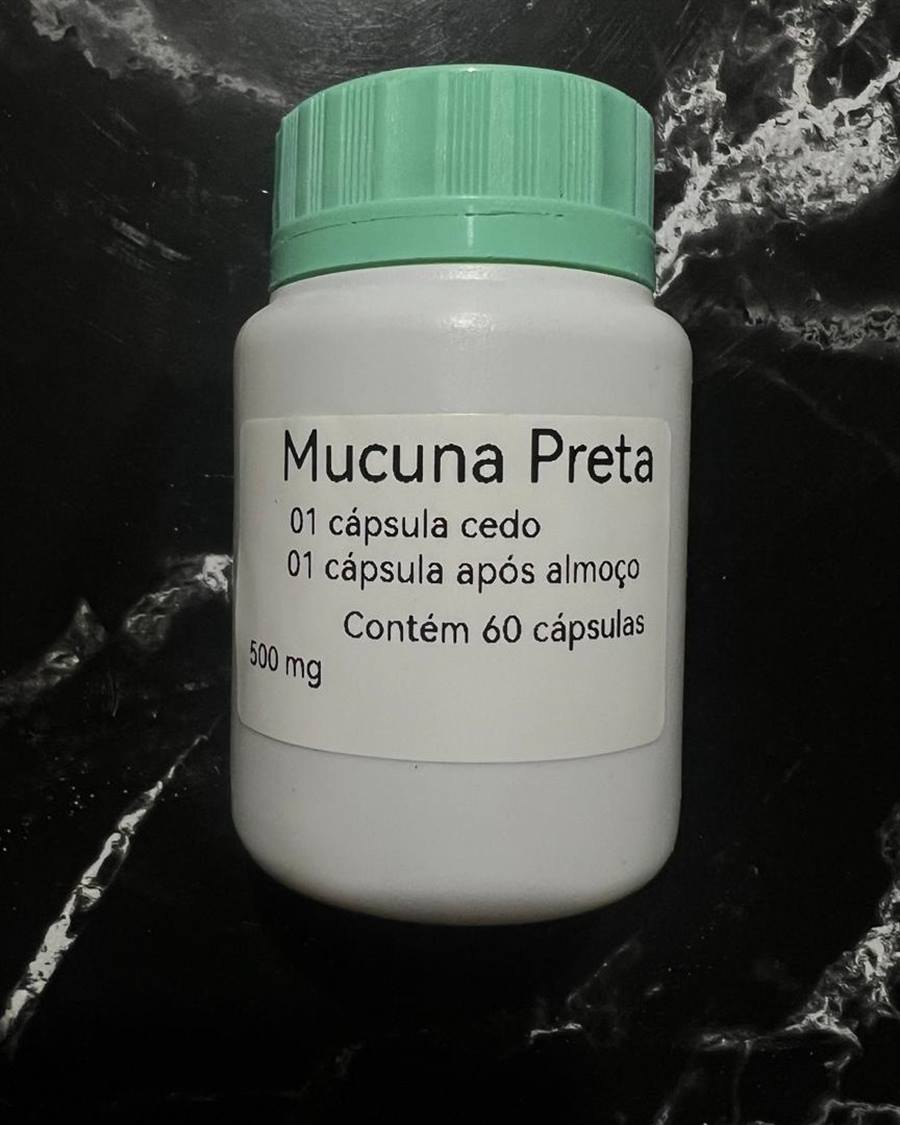 Mucuna Preta
01 cápsula cedo
01 cápsula após almoço
Contém 60 cápsulas
500 mg